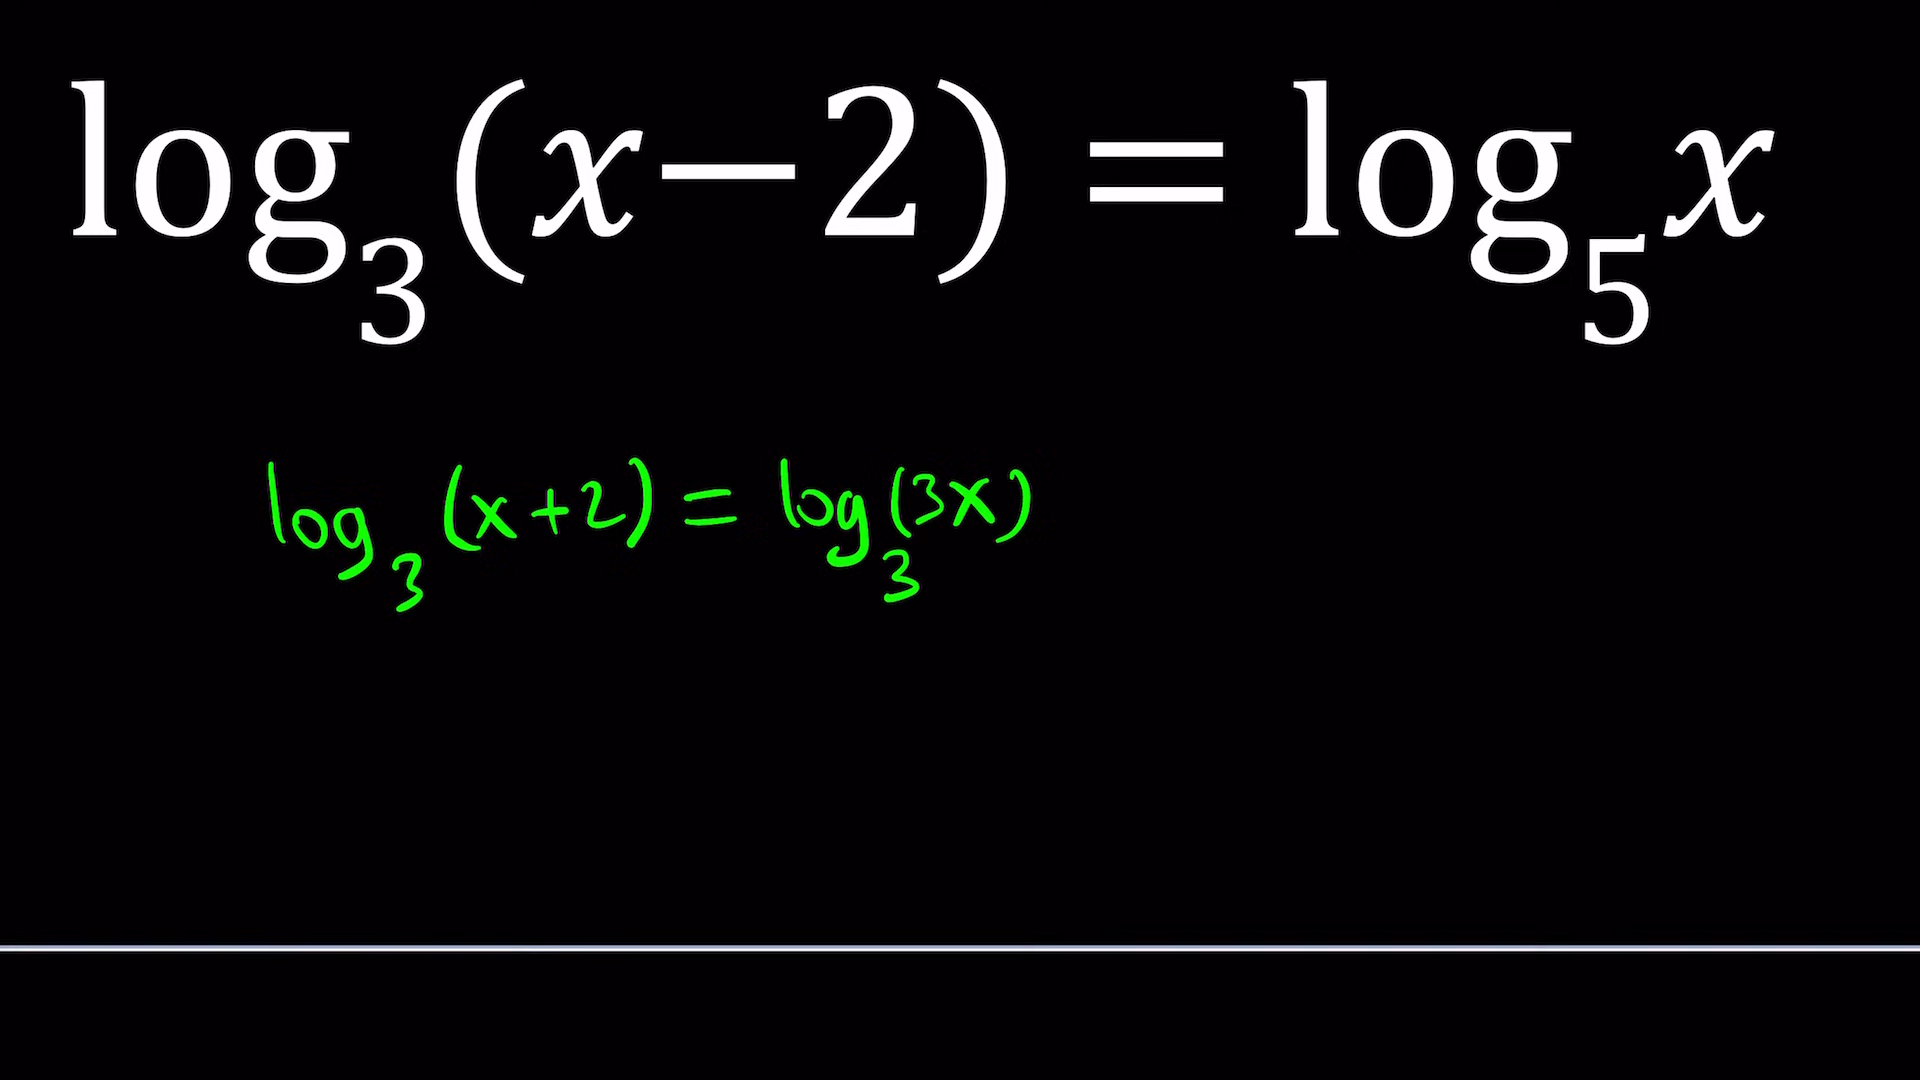 log₃(x−2) = log₅x
log₃(x+2) = log₃(3x)